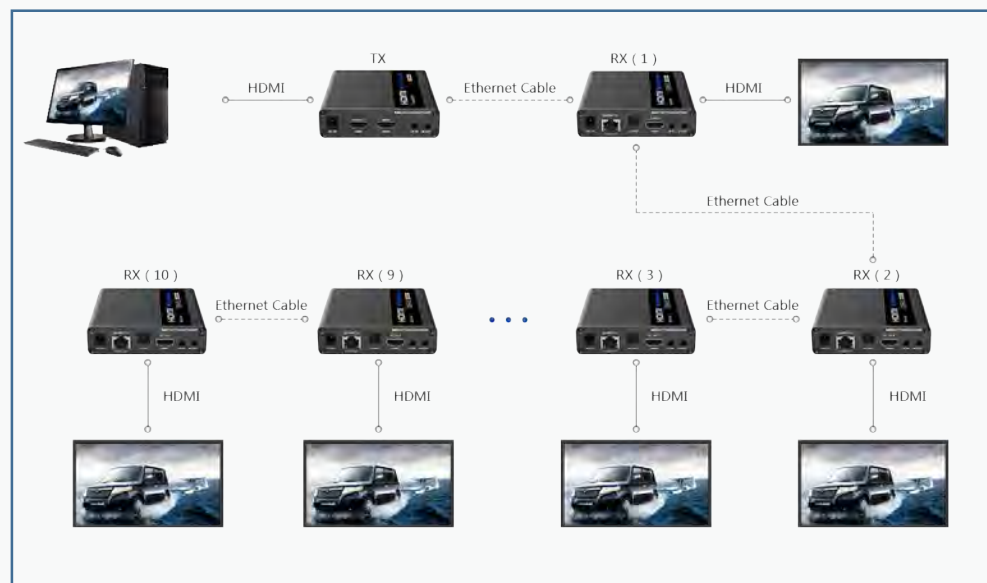 TX
RX ( 1 )
HDMI
Ethernet Cable
HDMI
Ethernet Cable
RX ( 10 )
RX ( 9 )
RX ( 3 )
RX ( 2 )
Ethernet Cable
Ethernet Cable
HDMI
HDMI
HDMI
HDMI